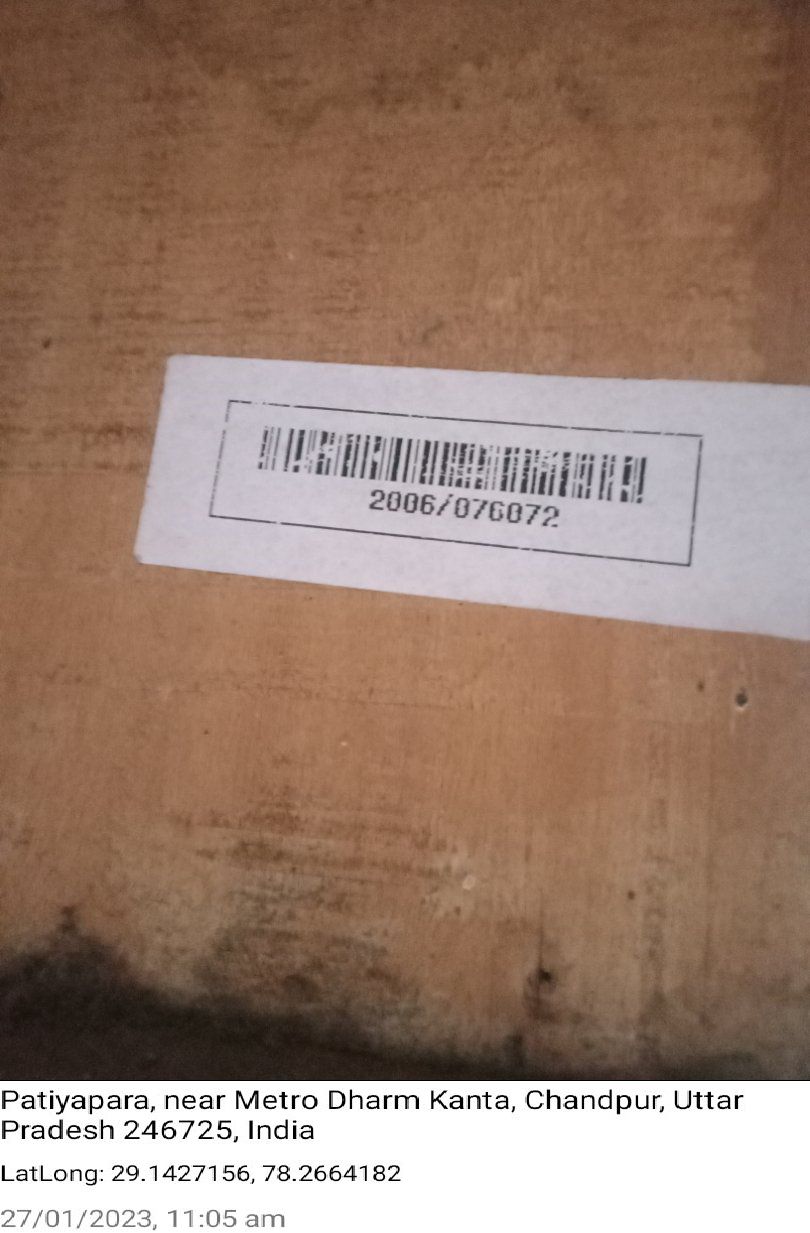 2006/076072
Patiyapara, near Metro Dharm Kanta, Chandpur, Uttar
Pradesh 246725, India
LatLong: 29.1427156, 78.2664182
27/01/2023, 11:05 am